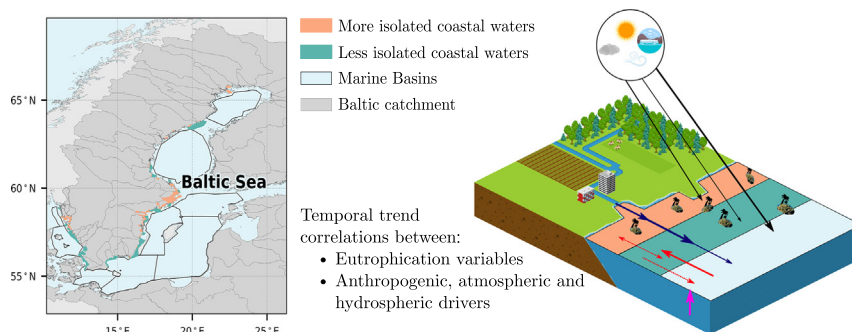 More isolated coastal waters
Less isolated coastal waters
Marine Basins
Baltic catchment
65°N
60°N
55°N
15°E
20°E
25°E
Baltic Sea
Temporal trend
correlations between:
• Eutrophication variables
• Anthropogenic, atmospheric and
hydrospheric drivers